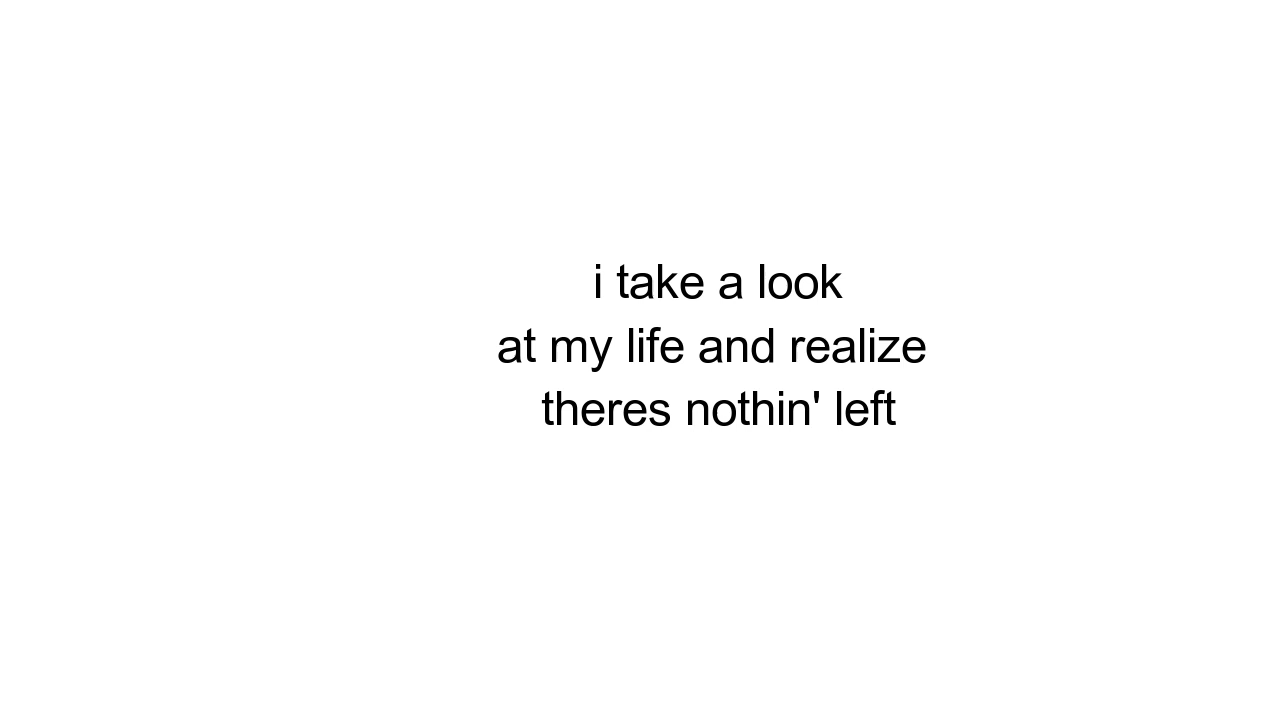 i take a look
at my life and realize
theres nothin' left